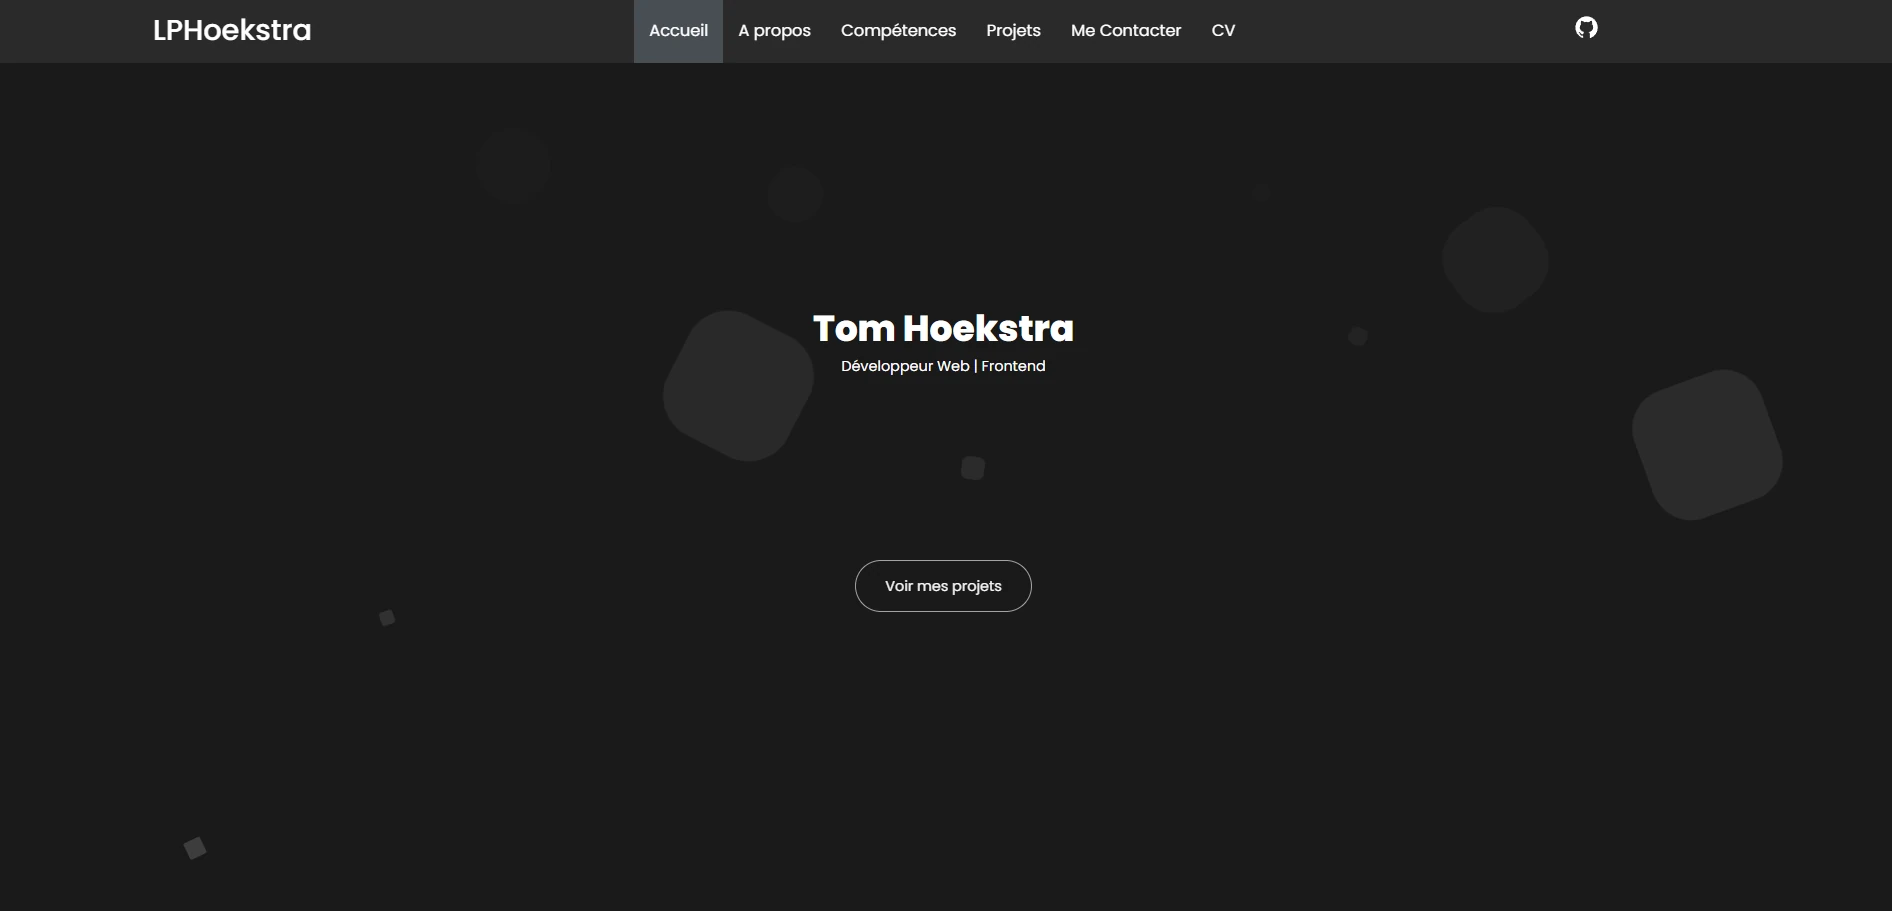 LPHoekstra
Accueil A propos Compétences Projets Me Contacter CV
Tom Hoekstra
Développeur Web | Frontend
Voir mes projets